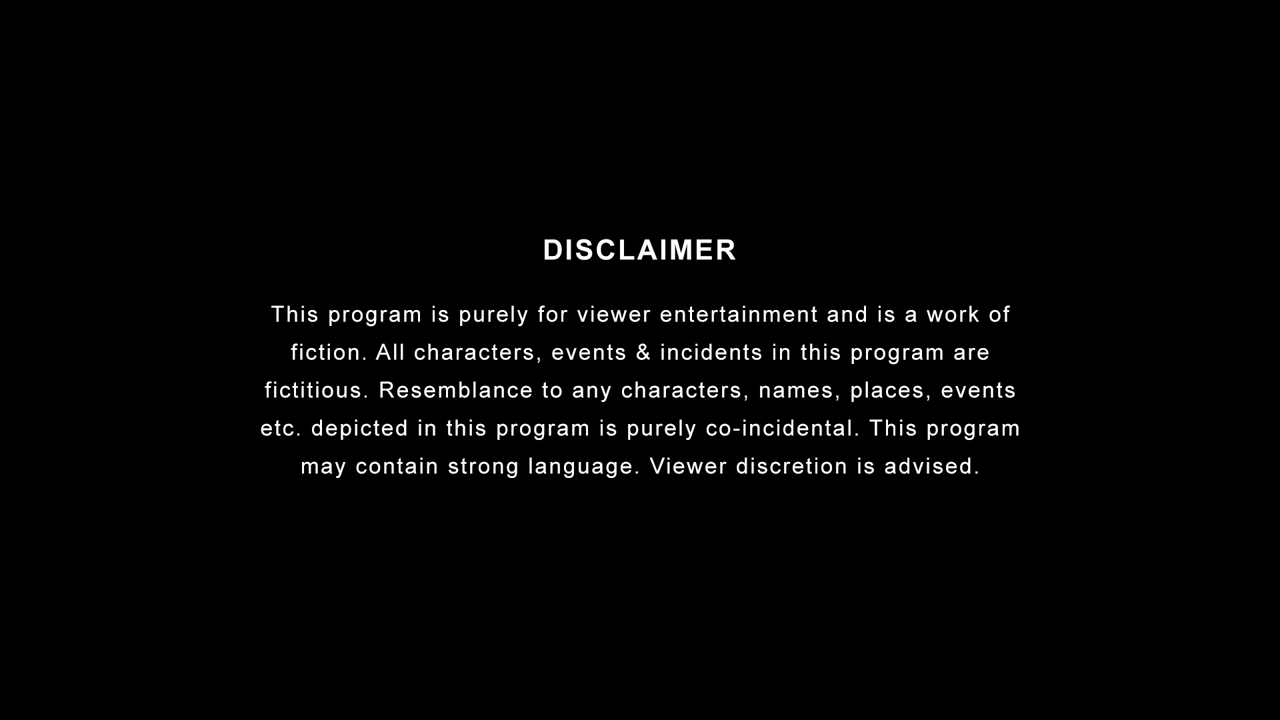 DISCLAIMER
This program is purely for viewer entertainment and is a work of
fiction. All characters, events & incidents in this program are
fictitious. Resemblance to any characters, names, places, events
etc. depicted in this program is purely co-incidental. This program
may contain strong language. Viewer discretion is advised.